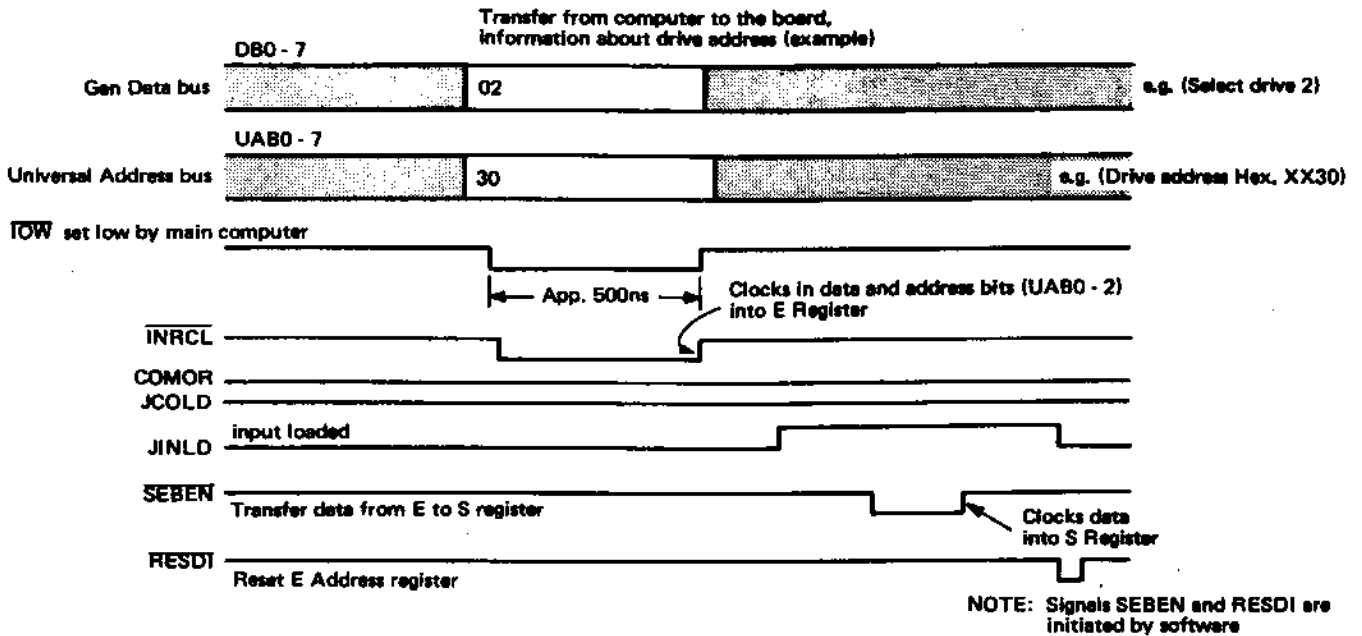 Transfer from computer to the board,
information about drive address (example)
DB0 - 7
Gen Data bus
02
e.g. (Select drive 2)
UAB0 - 7
Universal Address bus
30
e.g. (Drive address Hex, XX30)
IOW set low by main computer
App. 500ns
Clocks in data and address bits (UAB0 - 2)
into E Register
INRCL
COMOR
JCOLD
input loaded
JINLD
SEBEN
Transfer data from E to S register
Clocks data
into S Register
RESDI
Reset E Address register
NOTE: Signals SEBEN and RESDI are
initiated by software